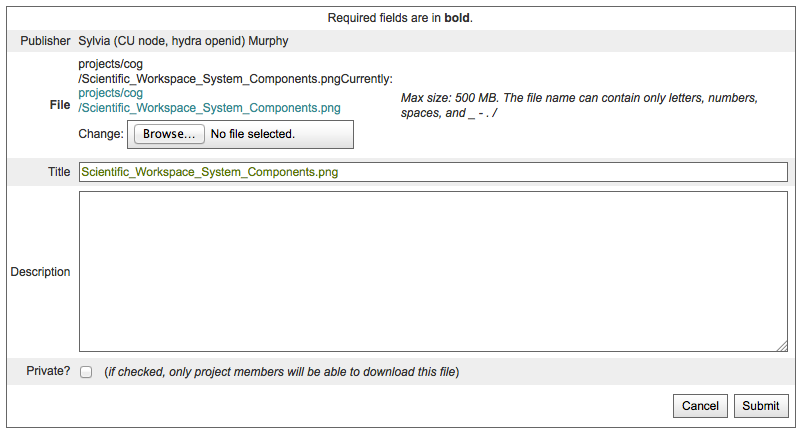 Required fields are in bold.
Publisher Sylvia (CU node, hydra openid) Murphy
projects/cog
/Scientific_Workspace_System_Components.pngCurrently:
projects/cog
/Scientific_Workspace_System_Components.png
File
Max size: 500 MB. The file name can contain only letters, numbers,
spaces, and _ - . /
Change: Browse... No file selected.
Title Scientific_Workspace_System_Components.png
Description
Private? (if checked, only project members will be able to download this file)
Cancel Submit